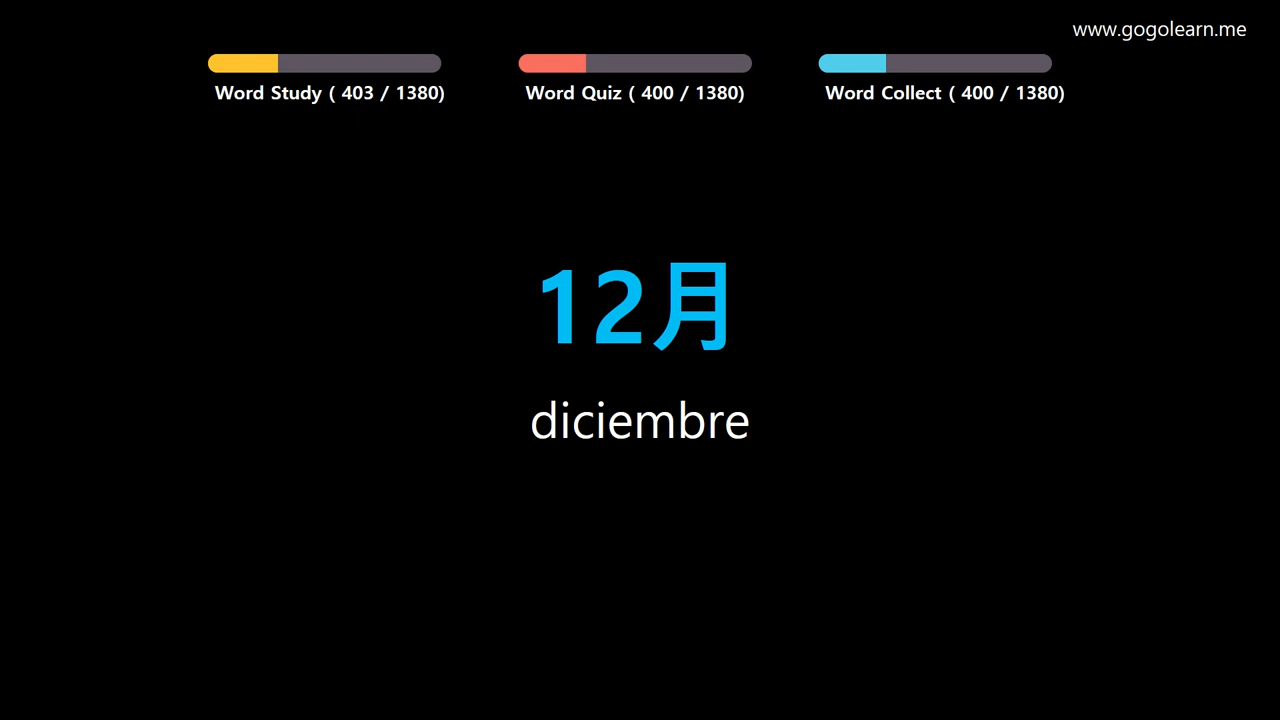 www.gogolearn.me
Word Study ( 403 / 1380)
Word Quiz ( 400 / 1380)
Word Collect ( 400 / 1380)
12月
diciembre